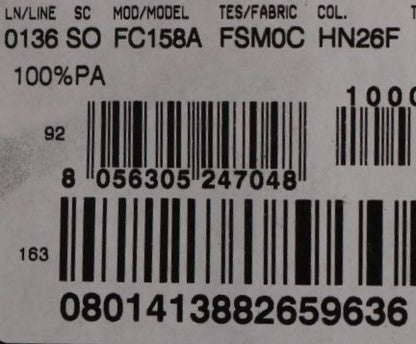 LN/LINE SC MOD/MODEL TES/FABRIC COL.
0136 SO FC158A FSM0C HN26F
100%PA
1000
92
8 056305 247048
163
0801413882659636